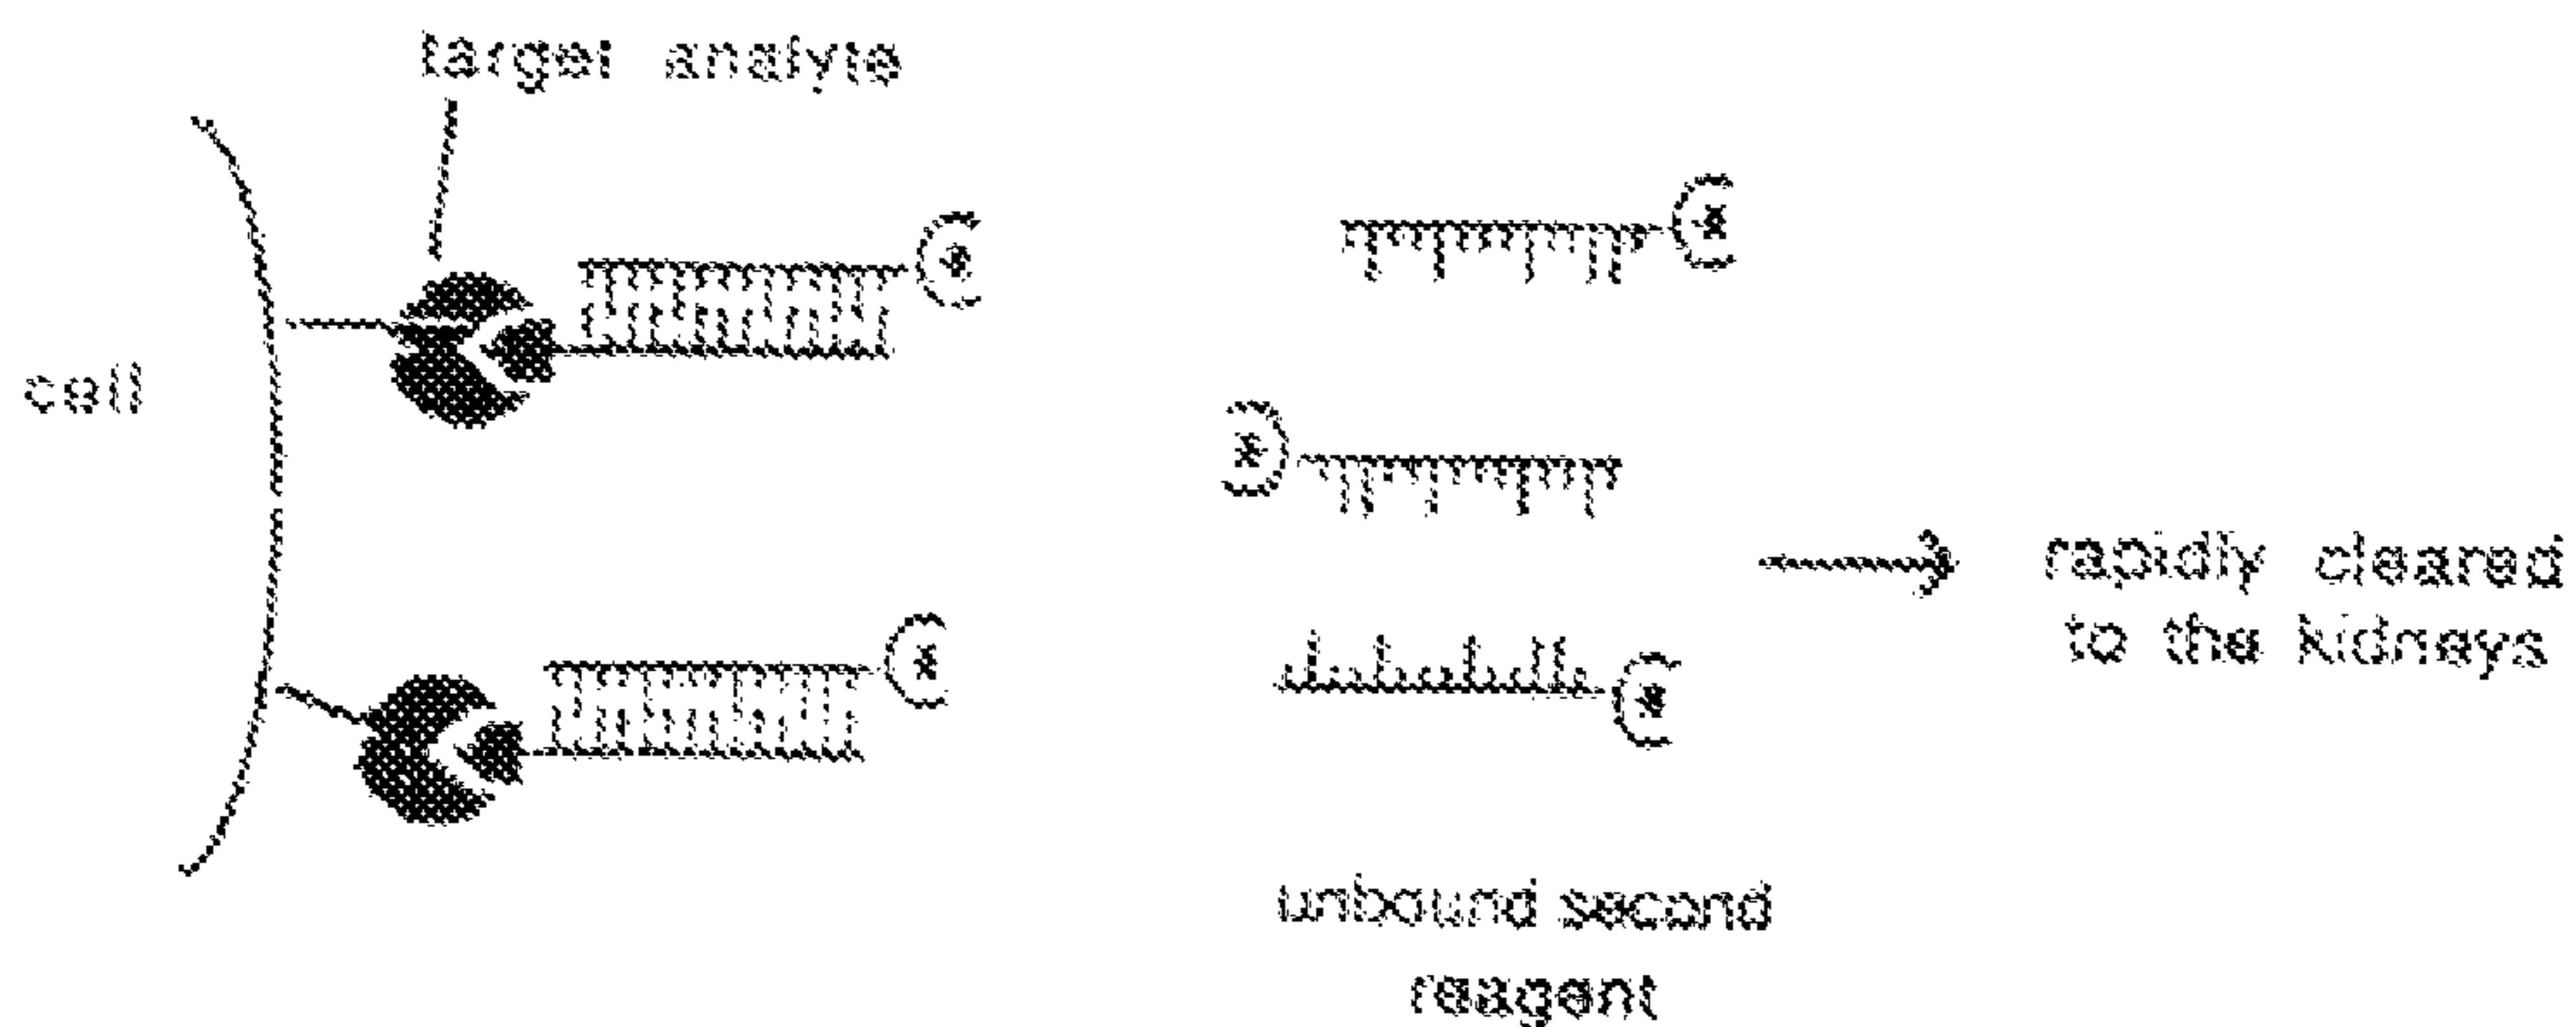 target analyte
cell
rapidly cleared
to the kidneys
unbound second
reagent